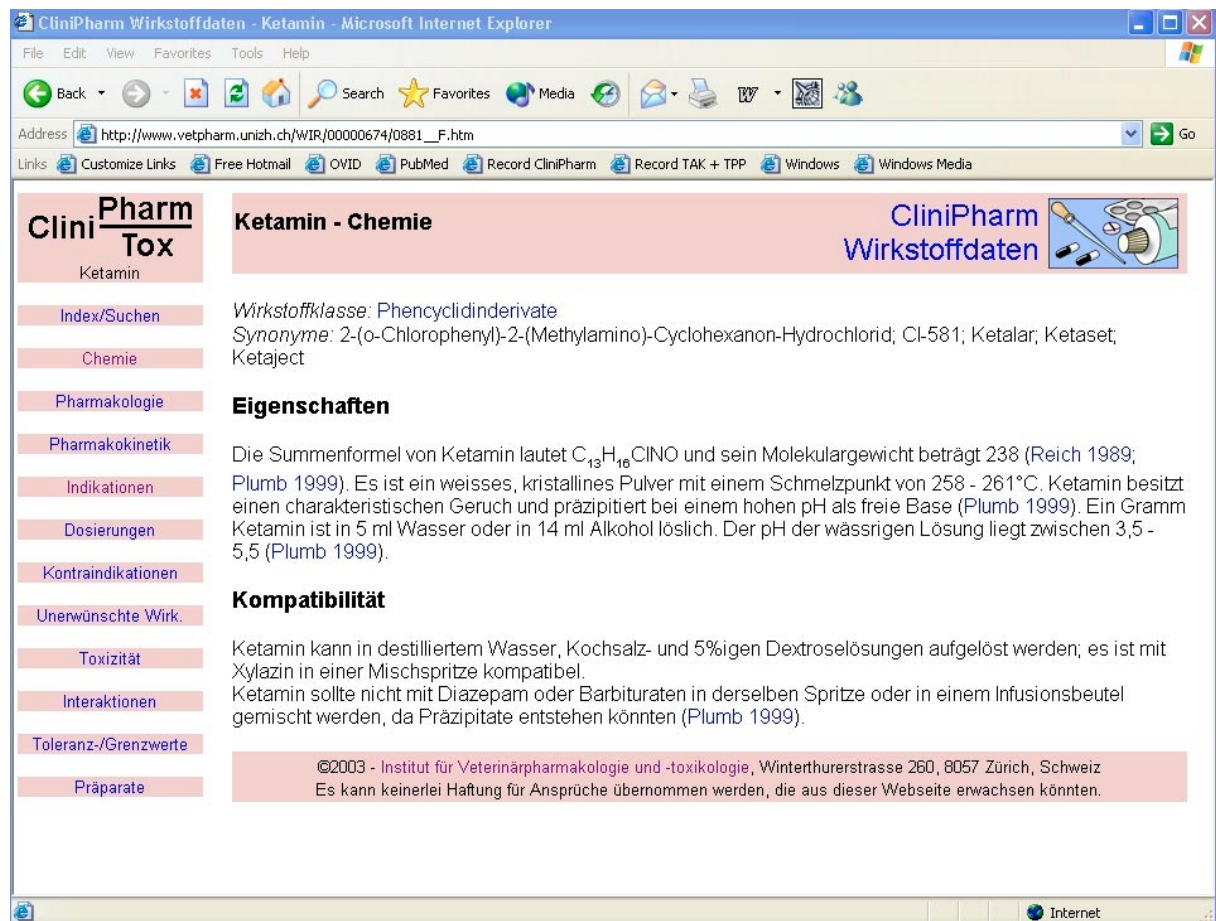 CliniPharm Wirkstoffdaten - Ketamin - Microsoft Internet Explorer
File Edit View Favorites Tools Help
Back Search Favorites Media
Address http://www.vetpharm.unizh.ch/WIR/00000674/0881__F.htm Go
Links Customize Links Free Hotmail OVID PubMed Record CliniPharm Record TAK + TPP Windows Windows Media
CliniPharm
Tox
Ketamin
Index/Suchen
Chemie
Pharmakologie
Pharmakokinetik
Indikationen
Dosierungen
Kontraindikationen
Unerwünschte Wirk.
Toxizität
Interaktionen
Toleranz-/Grenzwerte
Präparate
Ketamin - Chemie
CliniPharm
Wirkstoffdaten
Wirkstoffklasse: Phencyclidinderivate
Synonyme: 2-(o-Chlorophenyl)-2-(Methylamino)-Cyclohexanon-Hydrochlorid; CI-581; Ketalar; Ketaset;
Ketaject
Eigenschaften
Die Summenformel von Ketamin lautet C₁₃H₁₆ClNO und sein Molekulargewicht beträgt 238 (Reich 1989;
Plumb 1999). Es ist ein weisses, kristallines Pulver mit einem Schmelzpunkt von 258 - 261°C. Ketamin besitzt
einen charakteristischen Geruch und präzipitiert bei einem hohen pH als freie Base (Plumb 1999). Ein Gramm
Ketamin ist in 5 ml Wasser oder in 14 ml Alkohol löslich. Der pH der wässrigen Lösung liegt zwischen 3,5 -
5,5 (Plumb 1999).
Kompatibilität
Ketamin kann in destilliertem Wasser, Kochsalz- und 5%igen Dextroselösungen aufgelöst werden; es ist mit
Xylazin in einer Mischspritze kompatibel.
Ketamin sollte nicht mit Diazepam oder Barbituraten in derselben Spritze oder in einem Infusionsbeutel
gemischt werden, da Präzipitate entstehen könnten (Plumb 1999).
©2003 - Institut für Veterinärpharmakologie und -toxikologie, Winterthurerstrasse 260, 8057 Zürich, Schweiz
Es kann keinerlei Haftung für Ansprüche übernommen werden, die aus dieser Webseite erwachsen könnten.
Internet